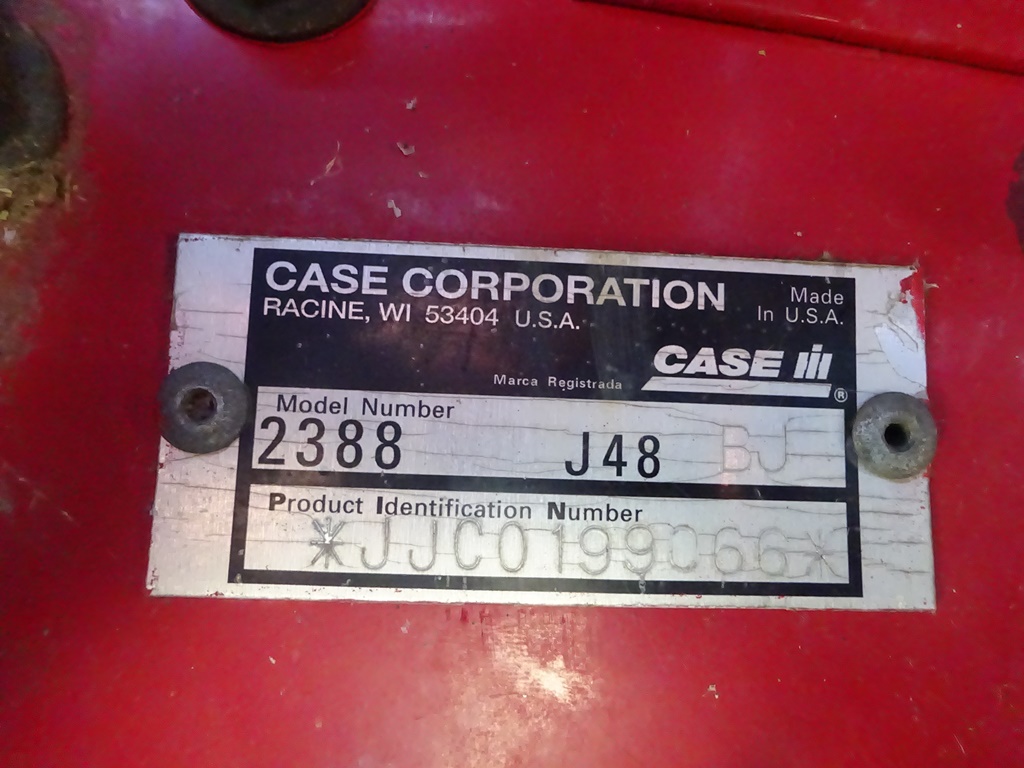 CASE CORPORATION
RACINE, WI 53404 U.S.A.
Made
In U.S.A.
CASE IH
Marca Registrada
®
Model Number
2388 J48 BJ
Product Identification Number
*JJC0199066*